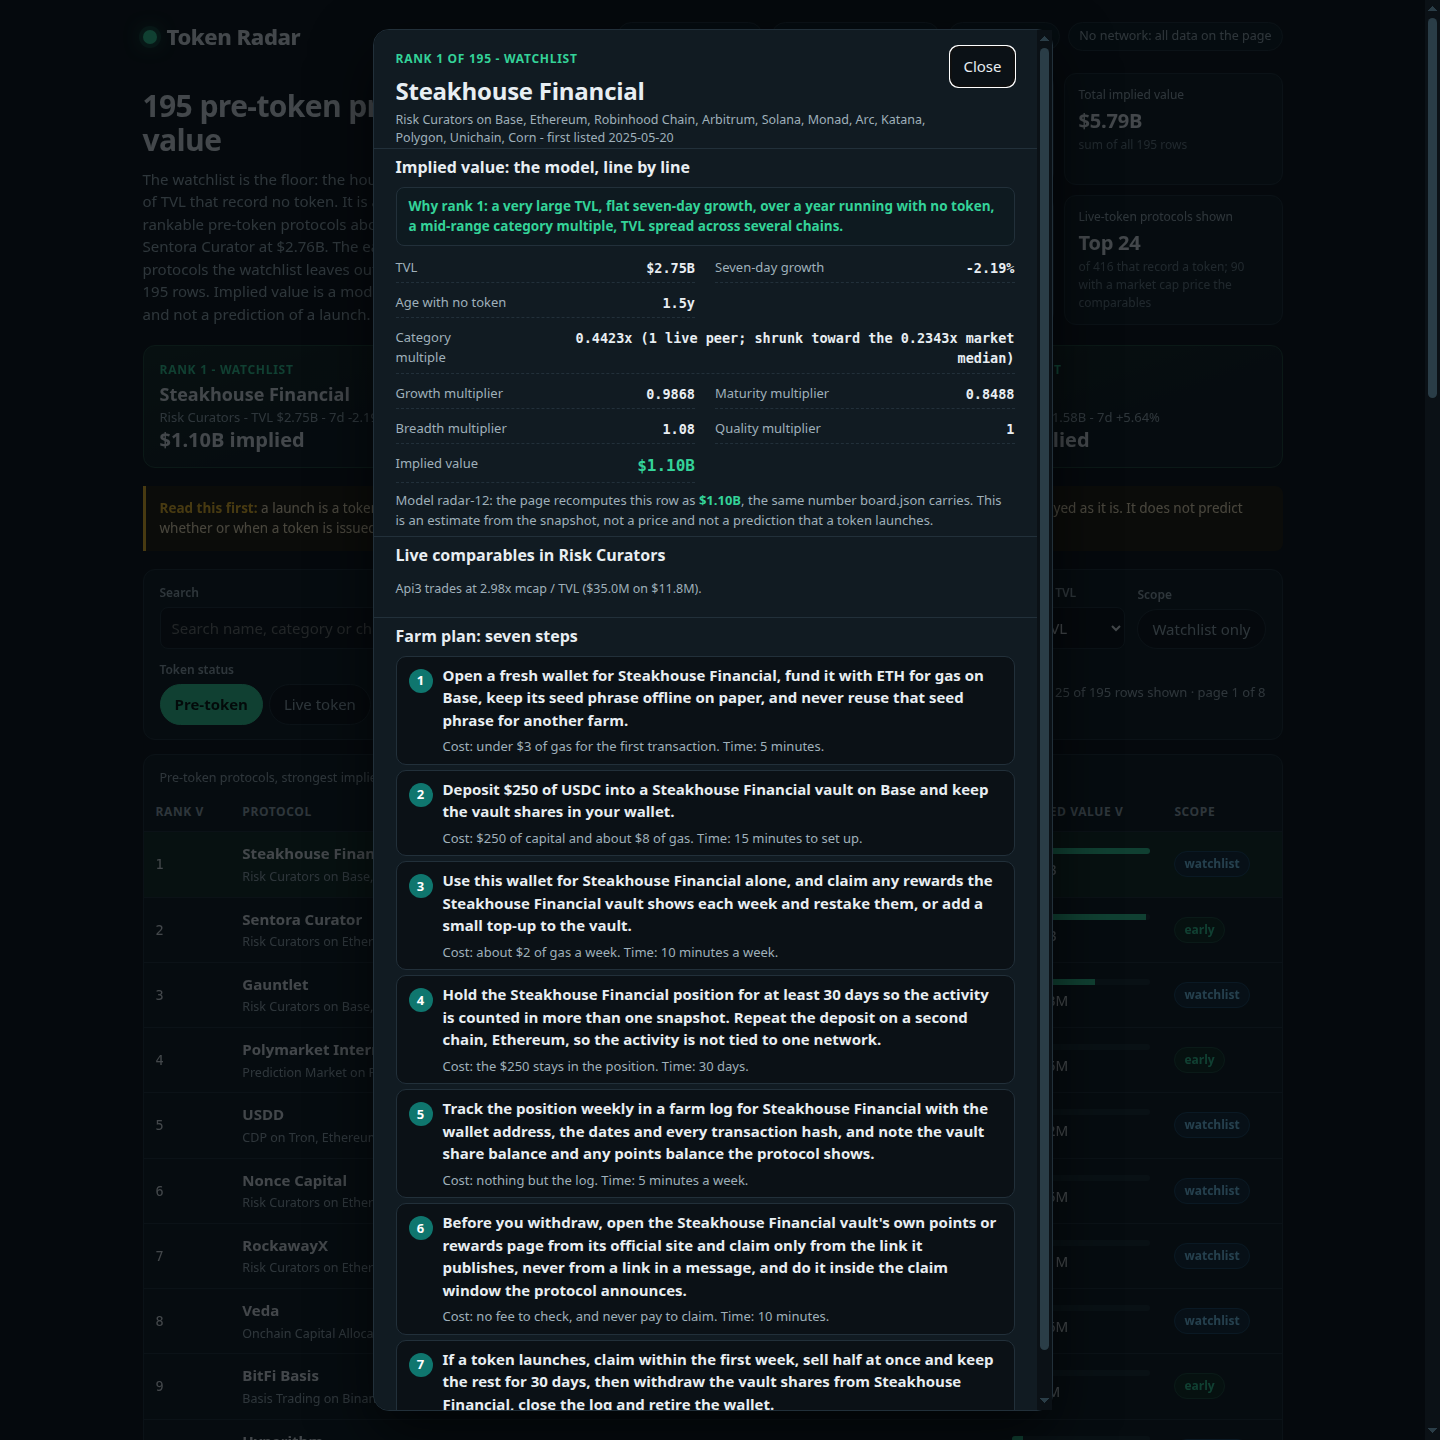 Token Radar
No network: all data on the page
195 pre-token pr
value
The watchlist is the floor: the hou
of TVL that record no token. It is
rankable pre-token protocols abo
Sentora Curator at $2.76B. The ea
protocols the watchlist leaves ou
195 rows. Implied value is a mod
and not a prediction of a launch.
Total implied value
$5.79B
sum of all 195 rows
Live-token protocols shown
Top 24
of 416 that record a token; 90
with a market cap price the
comparables
RANK 1 - WATCHLIST
Steakhouse Financial
Risk Curators - TVL $2.75B - 7d -2.19
$1.10B implied
T
1.58B - 7d +5.64%
lied
Read this first: a launch is a toke
whether or when a token is issued
yed as it is. It does not predict
Search
Search name, category or ch
Token status
Pre-token
Live token
TVL
VL
Scope
Watchlist only
25 of 195 rows shown · page 1 of 8
Pre-token protocols, strongest implie
RANK V
PROTOCOL
ED VALUE V
SCOPE
1
Steakhouse Finan
Risk Curators on Base,
B
watchlist
2
Sentora Curator
Risk Curators on Ether
B
early
3
Gauntlet
Risk Curators on Base,
M
watchlist
4
Polymarket Inter
Prediction Market on P
M
early
5
USDD
CDP on Tron, Ethereum
M
watchlist
6
Nonce Capital
Risk Curators on Ether
M
watchlist
7
RockawayX
Risk Curators on Ether
M
watchlist
8
Veda
Onchain Capital Alloca
M
watchlist
9
BitFi Basis
Basis Trading on Binan
M
early
RANK 1 OF 195 - WATCHLIST
Close
Steakhouse Financial
Risk Curators on Base, Ethereum, Robinhood Chain, Arbitrum, Solana, Monad, Arc, Katana,
Polygon, Unichain, Corn - first listed 2025-05-20
Implied value: the model, line by line
Why rank 1: a very large TVL, flat seven-day growth, over a year running with no token,
a mid-range category multiple, TVL spread across several chains.
TVL $2.75B
Seven-day growth -2.19%
Age with no token 1.5y
Category multiple
0.4423x (1 live peer; shrunk toward the 0.2343x market
median)
Growth multiplier 0.9868
Maturity multiplier 0.8488
Breadth multiplier 1.08
Quality multiplier 1
Implied value $1.10B
Model radar-12: the page recomputes this row as $1.10B, the same number board.json carries. This
is an estimate from the snapshot, not a price and not a prediction that a token launches.
Live comparables in Risk Curators
Api3 trades at 2.98x mcap / TVL ($35.0M on $11.8M).
Farm plan: seven steps
1
Open a fresh wallet for Steakhouse Financial, fund it with ETH for gas on
Base, keep its seed phrase offline on paper, and never reuse that seed
phrase for another farm.
Cost: under $3 of gas for the first transaction. Time: 5 minutes.
2
Deposit $250 of USDC into a Steakhouse Financial vault on Base and keep
the vault shares in your wallet.
Cost: $250 of capital and about $8 of gas. Time: 15 minutes to set up.
3
Use this wallet for Steakhouse Financial alone, and claim any rewards the
Steakhouse Financial vault shows each week and restake them, or add a
small top-up to the vault.
Cost: about $2 of gas a week. Time: 10 minutes a week.
4
Hold the Steakhouse Financial position for at least 30 days so the activity
is counted in more than one snapshot. Repeat the deposit on a second
chain, Ethereum, so the activity is not tied to one network.
Cost: the $250 stays in the position. Time: 30 days.
5
Track the position weekly in a farm log for Steakhouse Financial with the
wallet address, the dates and every transaction hash, and note the vault
share balance and any points balance the protocol shows.
Cost: nothing but the log. Time: 5 minutes a week.
6
Before you withdraw, open the Steakhouse Financial vault's own points or
rewards page from its official site and claim only from the link it
publishes, never from a link in a message, and do it inside the claim
window the protocol announces.
Cost: no fee to check, and never pay to claim. Time: 10 minutes.
7
If a token launches, claim within the first week, sell half at once and keep
the rest for 30 days, then withdraw the vault shares from Steakhouse
Financial, close the log and retire the wallet.